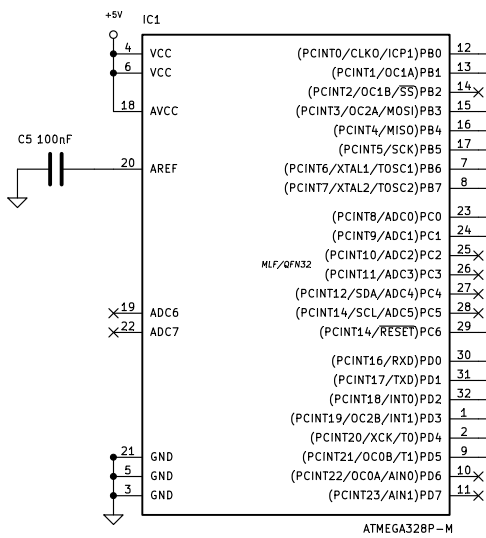 +5V
IC1
4 VCC (PCINT0/CLKO/ICP1)PB0 12
6 VCC (PCINT1/OC1A)PB1 13
(PCINT2/OC1B/SS)PB2 14
18 AVCC (PCINT3/OC2A/MOSI)PB3 15
(PCINT4/MISO)PB4 16
C5 100nF (PCINT5/SCK)PB5 17
20 AREF (PCINT6/XTAL1/TOSC1)PB6 7
(PCINT7/XTAL2/TOSC2)PB7 8
(PCINT8/ADC0)PC0 23
(PCINT9/ADC1)PC1 24
(PCINT10/ADC2)PC2 25
MLF/QFN32
(PCINT11/ADC3)PC3 26
(PCINT12/SDA/ADC4)PC4 27
19 ADC6 (PCINT14/SCL/ADC5)PC5 28
22 ADC7 (PCINT14/RESET)PC6 29
(PCINT16/RXD)PD0 30
(PCINT17/TXD)PD1 31
(PCINT18/INT0)PD2 32
(PCINT19/OC2B/INT1)PD3 1
(PCINT20/XCK/T0)PD4 2
21 GND (PCINT21/OC0B/T1)PD5 9
5 GND (PCINT22/OC0A/AIN0)PD6 10
3 GND (PCINT23/AIN1)PD7 11
ATMEGA328P-M